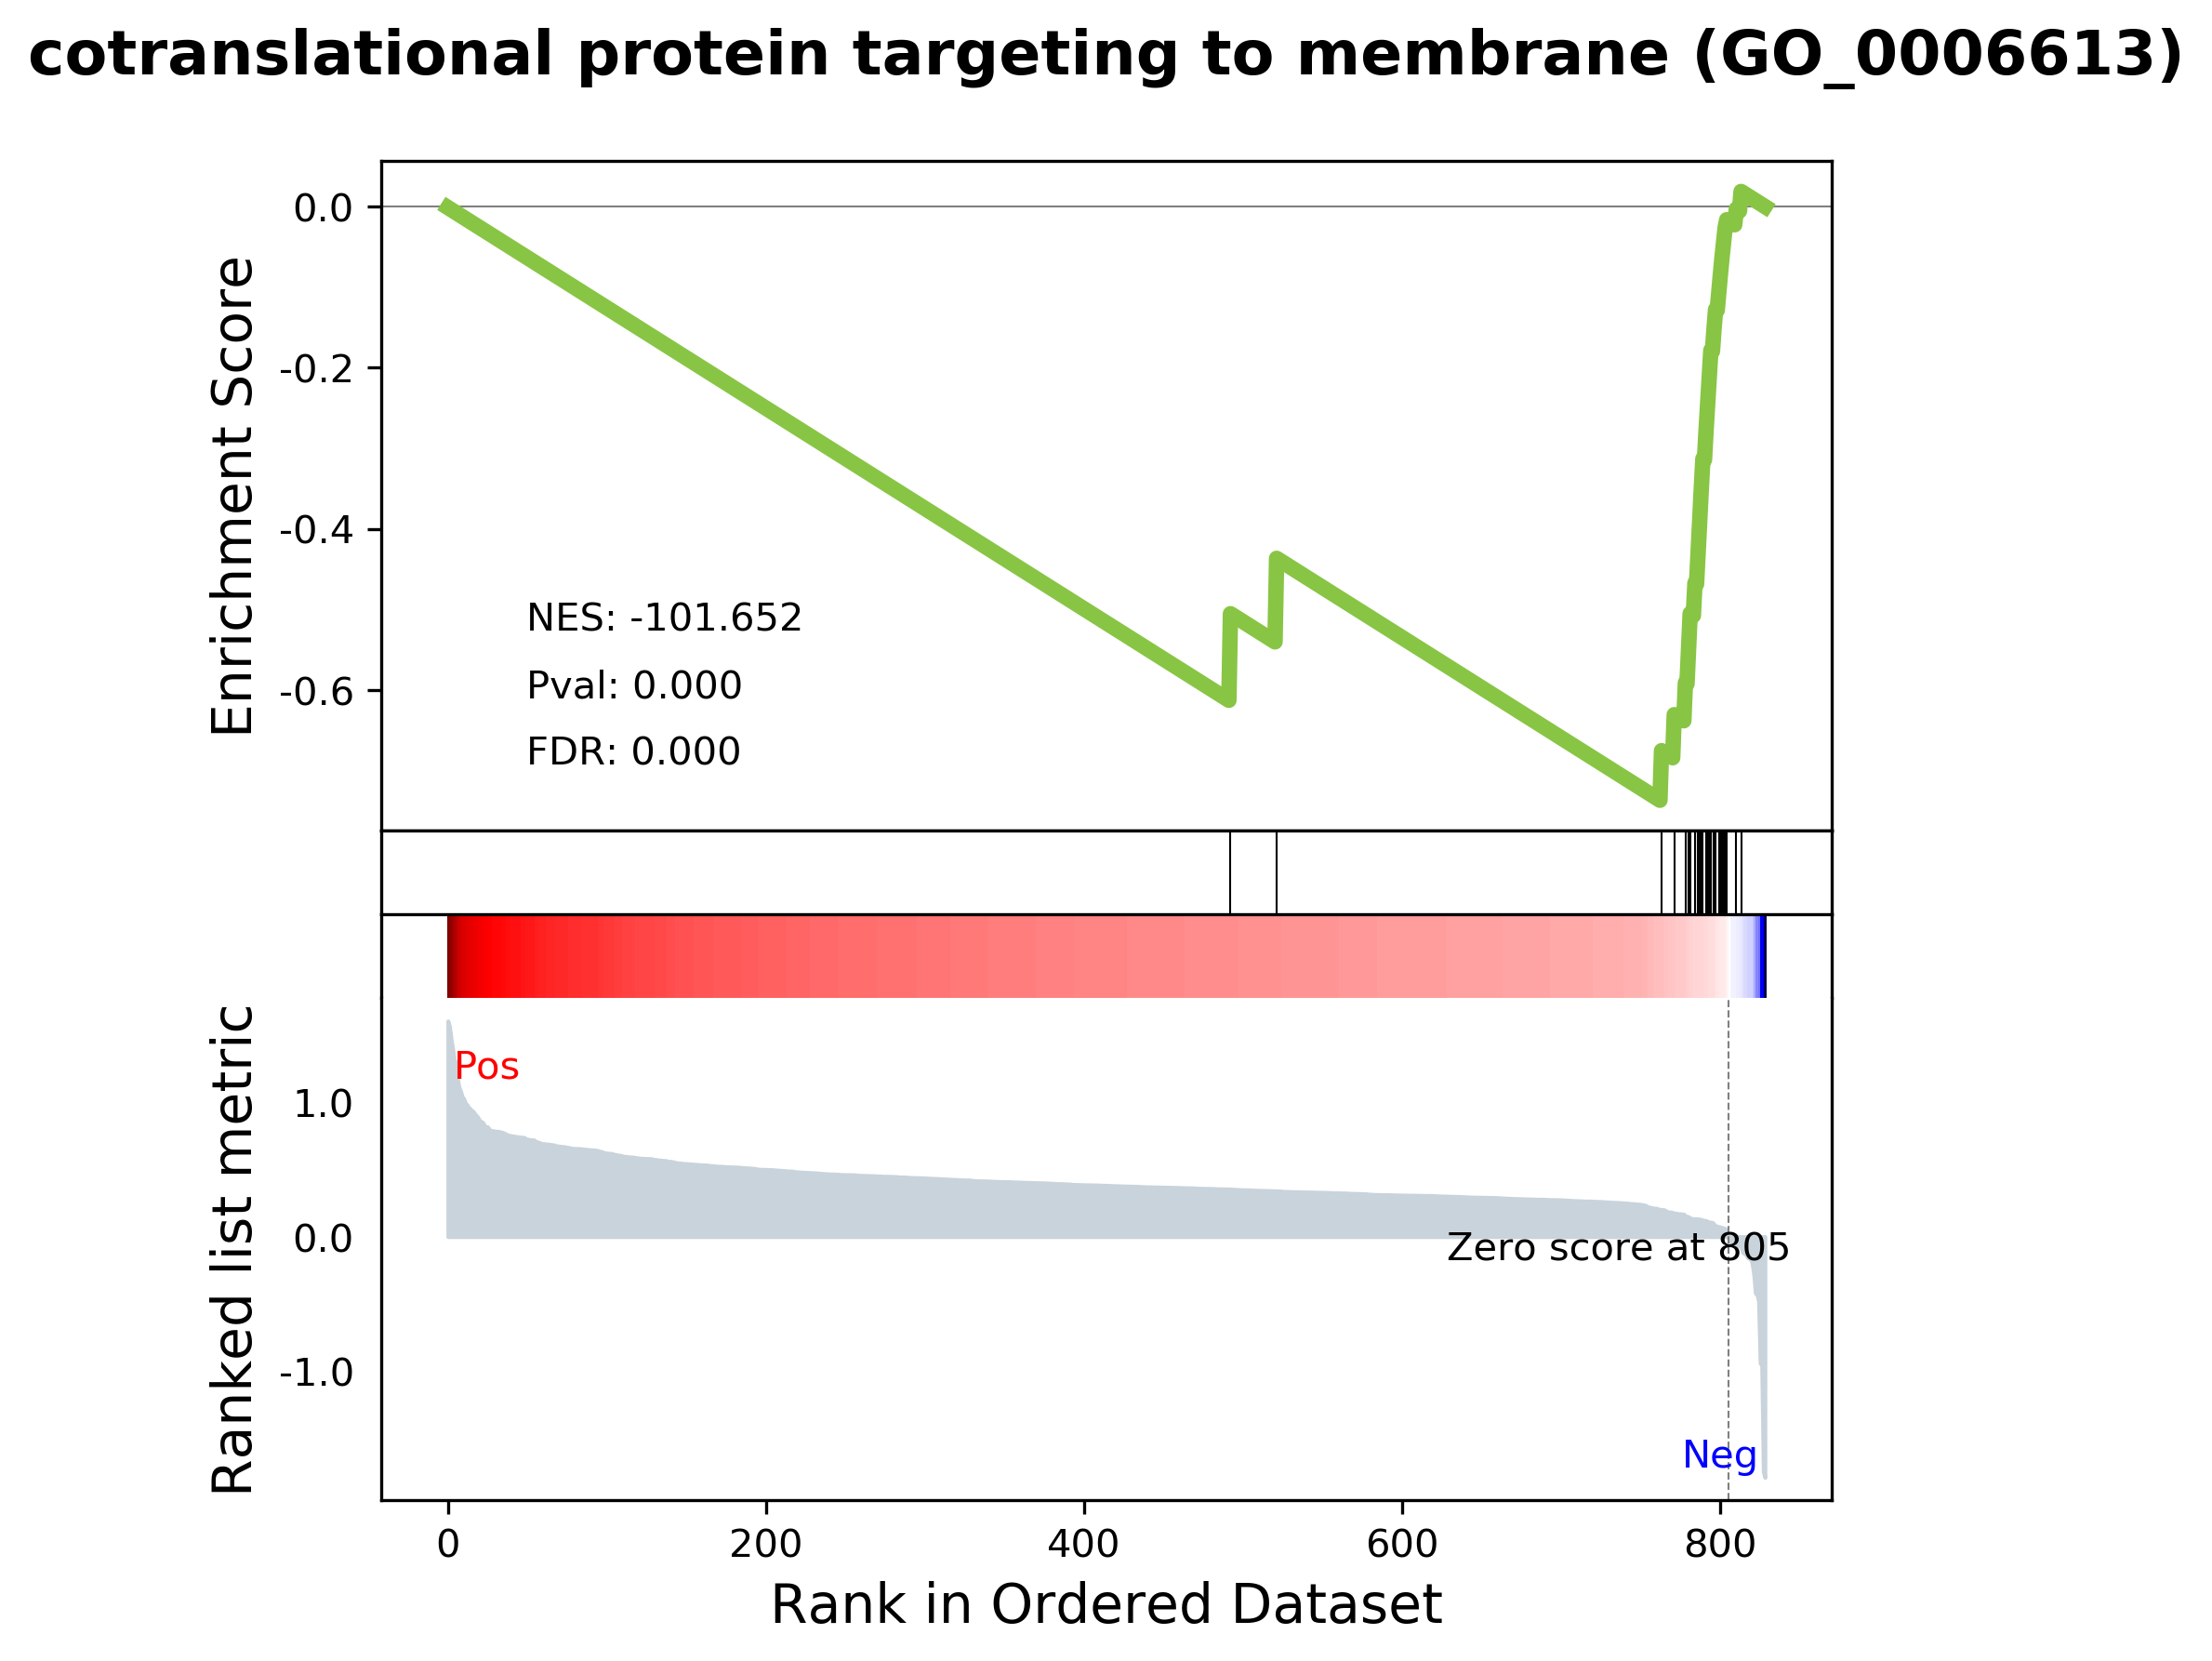 cotranslational protein targeting to membrane (GO_0006613)
Enrichment Score
0.0
-0.2
-0.4
-0.6
NES: -101.652
Pval: 0.000
FDR: 0.000
Ranked list metric
1.0
0.0
-1.0
Pos
Zero score at 805
Neg
0 200 400 600 800
Rank in Ordered Dataset